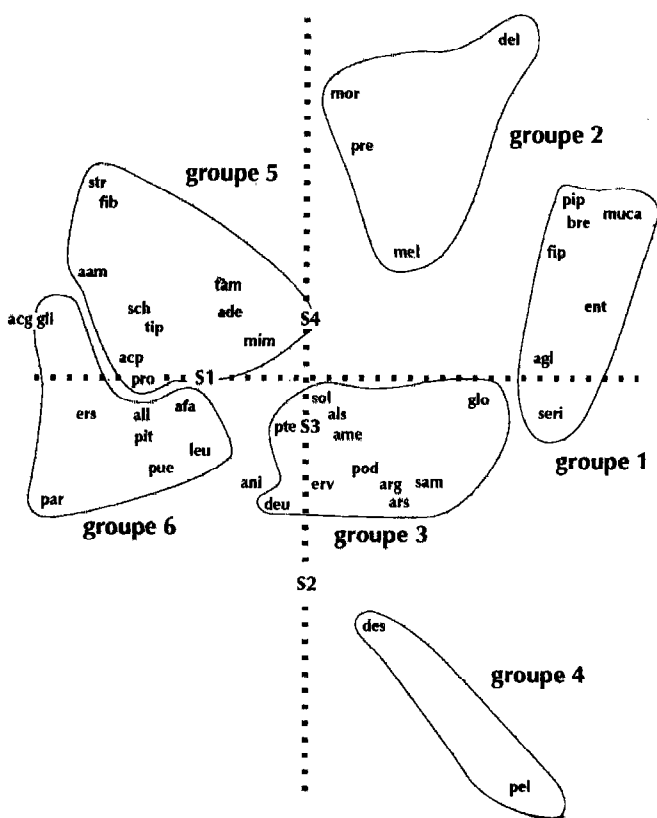 del
mor
groupe 2
pre
groupe 5
str
fib
pip
muca
bre
mel
fip
aam
fam
sch
ade
ent
tip
S4
acg gli
mim
acp
agl
pro
S1
sol
glo
ers
all
afa
als
seri
pte
S3
ame
pit
leu
groupe 1
pue
pod
ani
erv
arg
sam
par
deu
ars
groupe 6
groupe 3
S2
des
groupe 4
pel